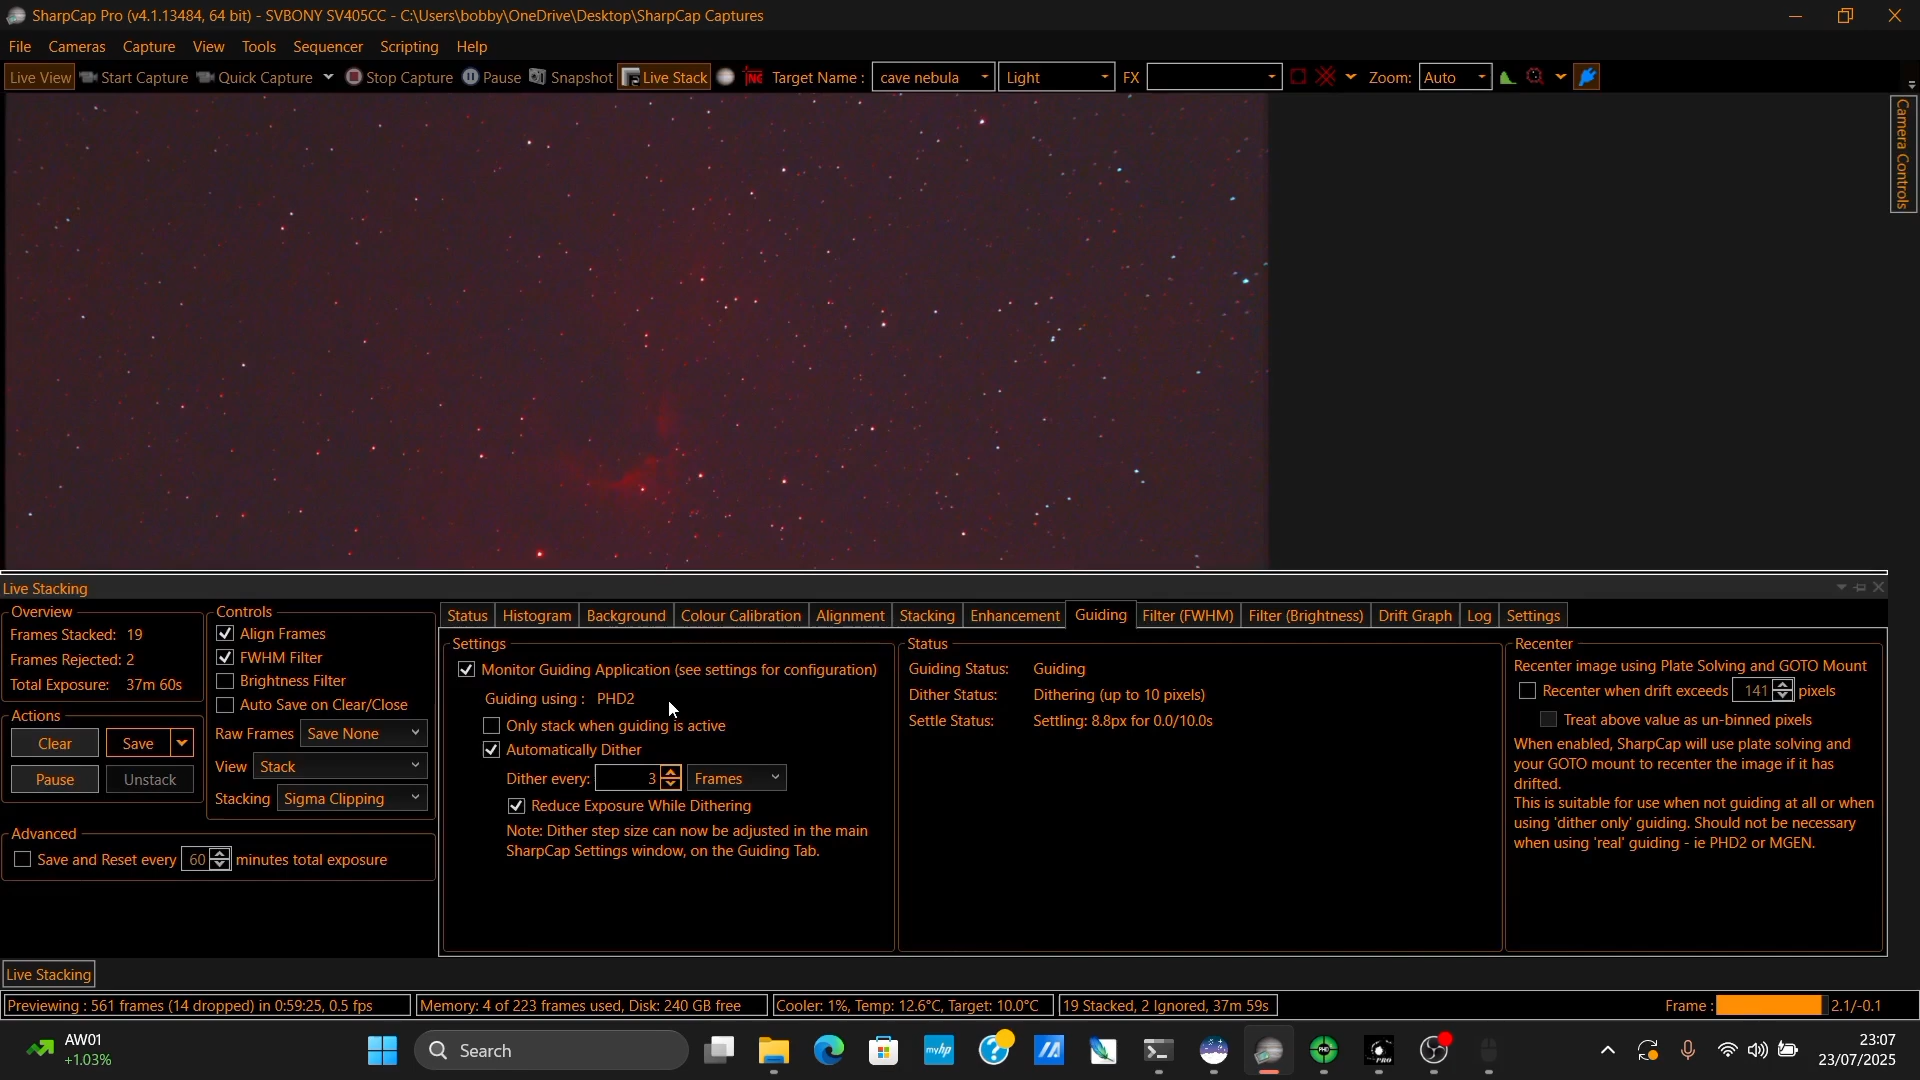 SharpCap Pro (v4.1.13484, 64 bit) - SVBONY SV405CC - C:\Users\bobby\OneDrive\Desktop\SharpCap Captures
File Cameras Capture View Tools Sequencer Scripting Help
Live View Start Capture Quick Capture Stop Capture Pause Snapshot Live Stack Target Name : cave nebula Light FX Zoom: Auto
Camera Controls
Live Stacking
Overview
Frames Stacked: 19
Frames Rejected: 2
Total Exposure: 37m 60s
Actions
Clear Save
Pause Unstack
Controls
Align Frames
FWHM Filter
Brightness Filter
Auto Save on Clear/Close
Raw Frames Save None
View Stack
Stacking Sigma Clipping
Advanced
Save and Reset every 60 minutes total exposure
Status Histogram Background Colour Calibration Alignment Stacking Enhancement Guiding Filter (FWHM) Filter (Brightness) Drift Graph Log Settings
Settings
Monitor Guiding Application (see settings for configuration)
Guiding using : PHD2
Only stack when guiding is active
Automatically Dither
Dither every: 3 Frames
Reduce Exposure While Dithering
Note: Dither step size can now be adjusted in the main
SharpCap Settings window, on the Guiding Tab.
Status
Guiding Status: Guiding
Dither Status: Dithering (up to 10 pixels)
Settle Status: Settling: 8.8px for 0.0/10.0s
Recenter
Recenter image using Plate Solving and GOTO Mount
Recenter when drift exceeds 141 pixels
Treat above value as un-binned pixels
When enabled, SharpCap will use plate solving and
your GOTO mount to recenter the image if it has
drifted.
This is suitable for use when not guiding at all or when
using 'dither only' guiding. Should not be necessary
when using 'real' guiding - ie PHD2 or MGEN.
Live Stacking
Previewing : 561 frames (14 dropped) in 0:59:25, 0.5 fps Memory: 4 of 223 frames used, Disk: 240 GB free Cooler: 1%, Temp: 12.6°C, Target: 10.0°C 19 Stacked, 2 Ignored, 37m 59s Frame : 2.1/-0.1
AW01
+1.03%
Search
myhp
PHD
PRO
23:07
23/07/2025